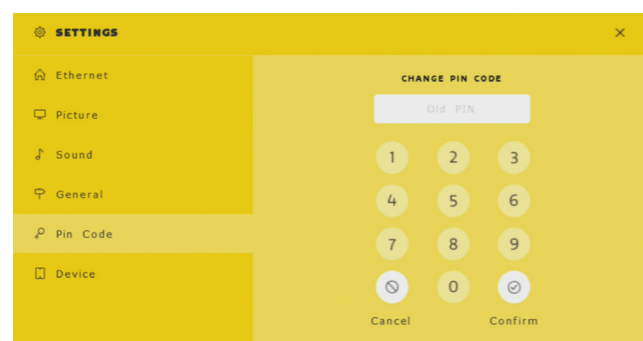 SETTINGS
Ethernet
Picture
Sound
General
Pin Code
Device
CHANGE PIN CODE
Old PIN
1 2 3
4 5 6
7 8 9
0
Cancel Confirm